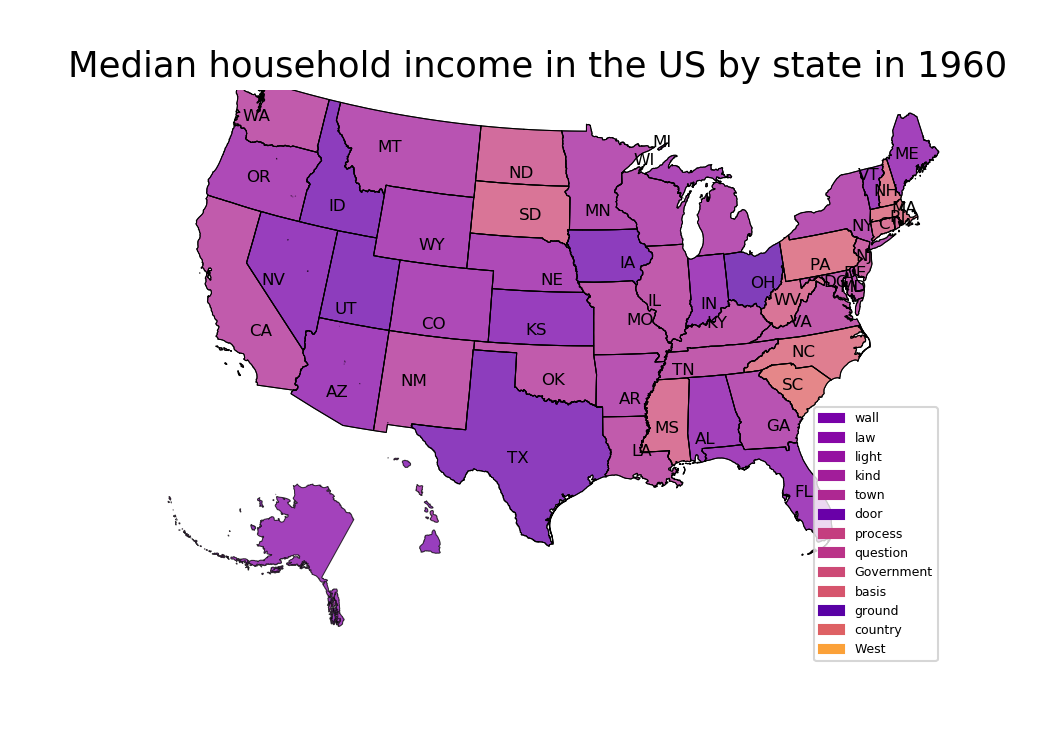 Median household income in the US by state in 1960
WA
MT
ND
MN
WI
MI
ME
VT
NH
MA
OR
ID
SD
WY
NY
CT
RI
PA
NJ
NV
UT
CO
NE
IA
IL
IN
OH
WV
DC
DE
MD
VA
KY
CA
AZ
NM
KS
MO
OK
AR
TN
NC
SC
MS
AL
GA
TX
LA
FL
wall
law
light
kind
town
door
process
question
Government
basis
ground
country
West